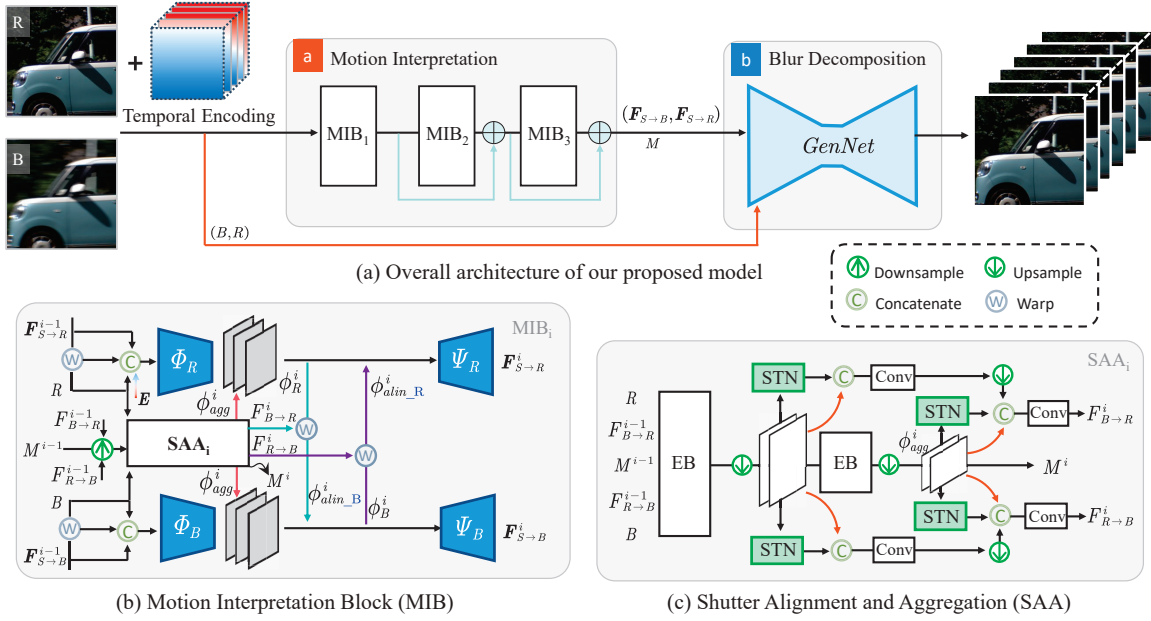 R
B
+
Temporal Encoding
a Motion Interpretation
MIB₁
MIB₂
MIB₃
(F_{S→B}, F_{S→R})
M
b Blur Decomposition
GenNet
(B, R)
(a) Overall architecture of our proposed model
Downsample
Upsample
C Concatenate
W Warp
MIB_i
F^{i-1}_{S→R}
W
C
R
E
Φ_R
ϕ^i_{agg}
ϕ^i_R
ϕ^i_{alin_R}
Ψ_R
F^i_{S→R}
F^{i-1}_{B→R}
M^{i-1}
F^{i-1}_{R→B}
SAA_i
F^i_{B→R}
W
F^i_{R→B}
W
M^i
B
W
C
F^{i-1}_{S→B}
Φ_B
ϕ^i_{agg}
ϕ^i_{alin_B}
ϕ^i_B
Ψ_B
F^i_{S→B}
(b) Motion Interpretation Block (MIB)
SAA_i
R
F^{i-1}_{B→R}
M^{i-1}
F^{i-1}_{R→B}
B
EB
STN
C
Conv
STN
C
Conv
F^i_{B→R}
EB
ϕ^i_{agg}
M^i
STN
C
Conv
F^i_{R→B}
STN
C
Conv
(c) Shutter Alignment and Aggregation (SAA)